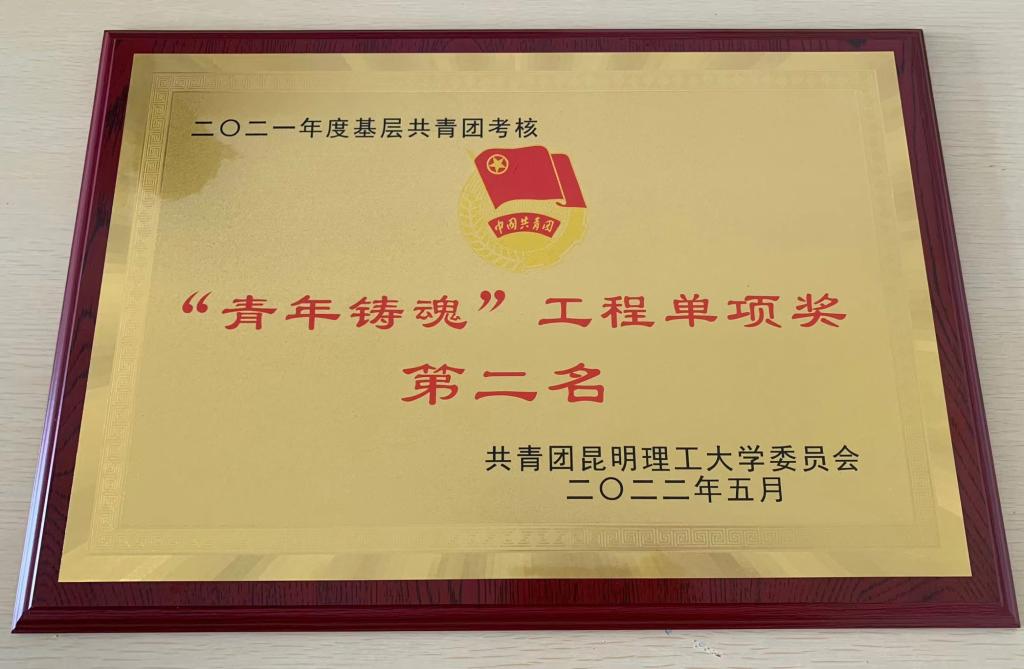 二〇二一年度基层共青团考核
中国共青团
“青年铸魂”工程单项奖
第二名
共青团昆明理工大学委员会
二〇二二年五月